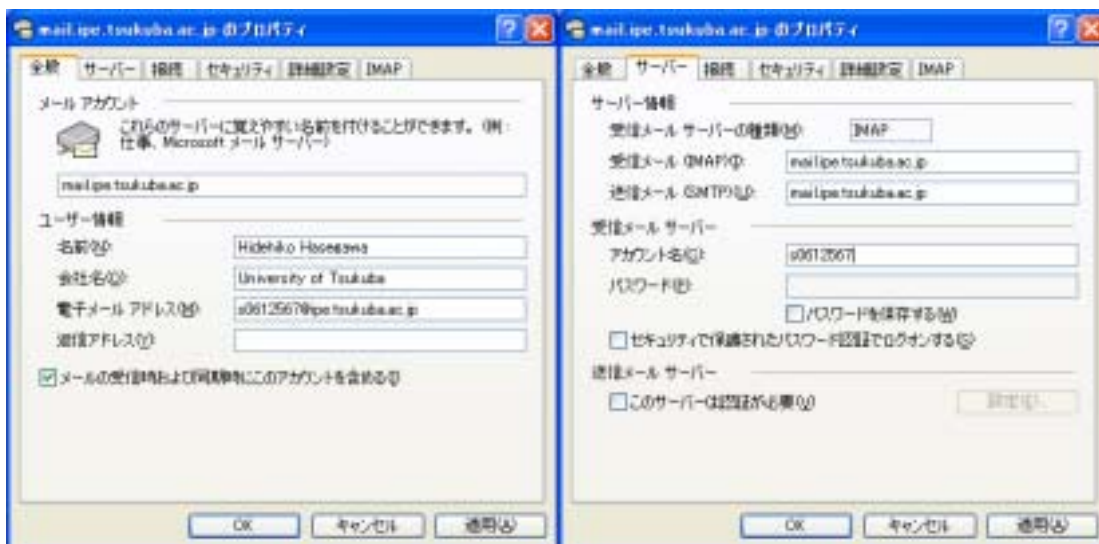 mail.ipe.tsukuba.ac.jp のプロパティ
全般 サーバー 接続 セキュリティ 詳細設定 IMAP
メール アカウント
これらのサーバーに覚えやすい名前を付けることができます。(例:
仕事、Microsoft メール サーバー)
mail.ipe.tsukuba.ac.jp
ユーザー情報
名前(N):
Hidehiko Hasegawa
会社名(O):
University of Tsukuba
電子メール アドレス(M):
s0612567@ipe.tsukuba.ac.jp
返信アドレス(Y):
メールの受信時および同期時にこのアカウントを含める(I)
OK キャンセル 適用(A)
mail.ipe.tsukuba.ac.jp のプロパティ
全般 サーバー 接続 セキュリティ 詳細設定 IMAP
サーバー情報
受信メール サーバーの種類(M): IMAP
受信メール (IMAP)(I): mail.ipe.tsukuba.ac.jp
送信メール (SMTP)(U): mail.ipe.tsukuba.ac.jp
受信メール サーバー
アカウント名(C): s0612567
パスワード(P):
パスワードを保存する(W)
セキュリティで保護されたパスワード認証でログオンする(S)
送信メール サーバー
このサーバーは認証が必要(V) 設定(E)...
OK キャンセル 適用(A)